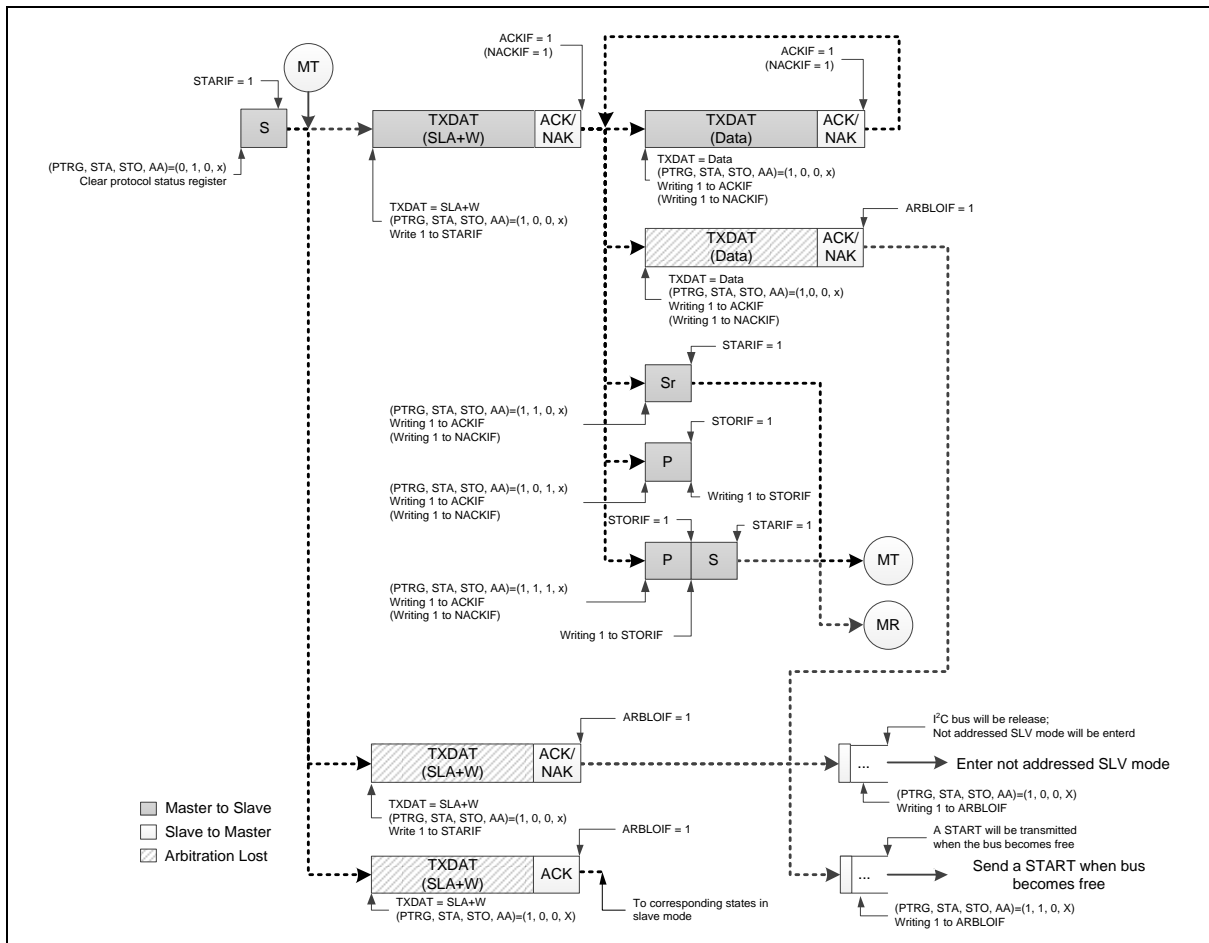 MT
ACKIF = 1
(NACKIF = 1)
ACKIF = 1
(NACKIF = 1)
STARIF = 1
S
TXDAT
(SLA+W)
ACK/
NAK
TXDAT
(Data)
ACK/
NAK
(PTRG, STA, STO, AA)=(0, 1, 0, x)
Clear protocol status register
TXDAT = SLA+W
(PTRG, STA, STO, AA)=(1, 0, 0, x)
Write 1 to STARIF
TXDAT = Data
(PTRG, STA, STO, AA)=(1, 0, 0, x)
Writing 1 to ACKIF
(Writing 1 to NACKIF)
ARBLOIF = 1
TXDAT
(Data)
ACK/
NAK
TXDAT = Data
(PTRG, STA, STO, AA)=(1,0, 0, x)
Writing 1 to ACKIF
(Writing 1 to NACKIF)
STARIF = 1
Sr
(PTRG, STA, STO, AA)=(1, 1, 0, x)
Writing 1 to ACKIF
(Writing 1 to NACKIF)
STORIF = 1
P
(PTRG, STA, STO, AA)=(1, 0, 1, x)
Writing 1 to ACKIF
(Writing 1 to NACKIF)
Writing 1 to STORIF
STORIF = 1
STARIF = 1
P
S
MT
(PTRG, STA, STO, AA)=(1, 1, 1, x)
Writing 1 to ACKIF
(Writing 1 to NACKIF)
Writing 1 to STORIF
MR
ARBLOIF = 1
TXDAT
(SLA+W)
ACK/
NAK
TXDAT = SLA+W
(PTRG, STA, STO, AA)=(1, 0, 0, x)
Write 1 to STARIF
I²C bus will be release;
Not addressed SLV mode will be enterd
...
Enter not addressed SLV mode
(PTRG, STA, STO, AA)=(1, 0, 0, X)
Writing 1 to ARBLOIF
Master to Slave
Slave to Master
Arbitration Lost
ARBLOIF = 1
TXDAT
(SLA+W)
ACK
TXDAT = SLA+W
(PTRG, STA, STO, AA)=(1, 0, 0, X)
To corresponding states in
slave mode
A START will be transmitted
when the bus becomes free
...
Send a START when bus
becomes free
(PTRG, STA, STO, AA)=(1, 1, 0, X)
Writing 1 to ARBLOIF